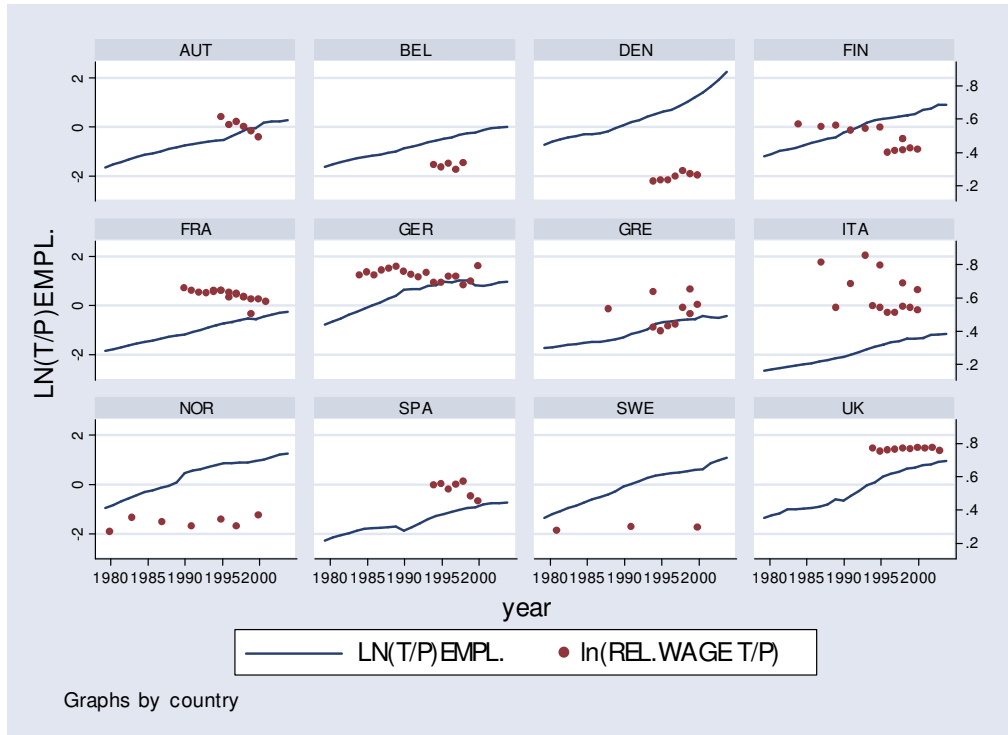 AUT BEL DEN FIN
2 0 -2
.8 .6 .4 .2
FRA GER GRE ITA
2 0 -2
.8 .6 .4 .2
NOR SPA SWE UK
2 0 -2
.8 .6 .4 .2
LN(T/P)EMPL.
1980 1985 1990 1995 2000 1980 1985 1990 1995 2000 1980 1985 1990 1995 2000 1980 1985 1990 1995 2000
year
LN(T/P)EMPL. ln(REL.WAGE T/P)
Graphs by country